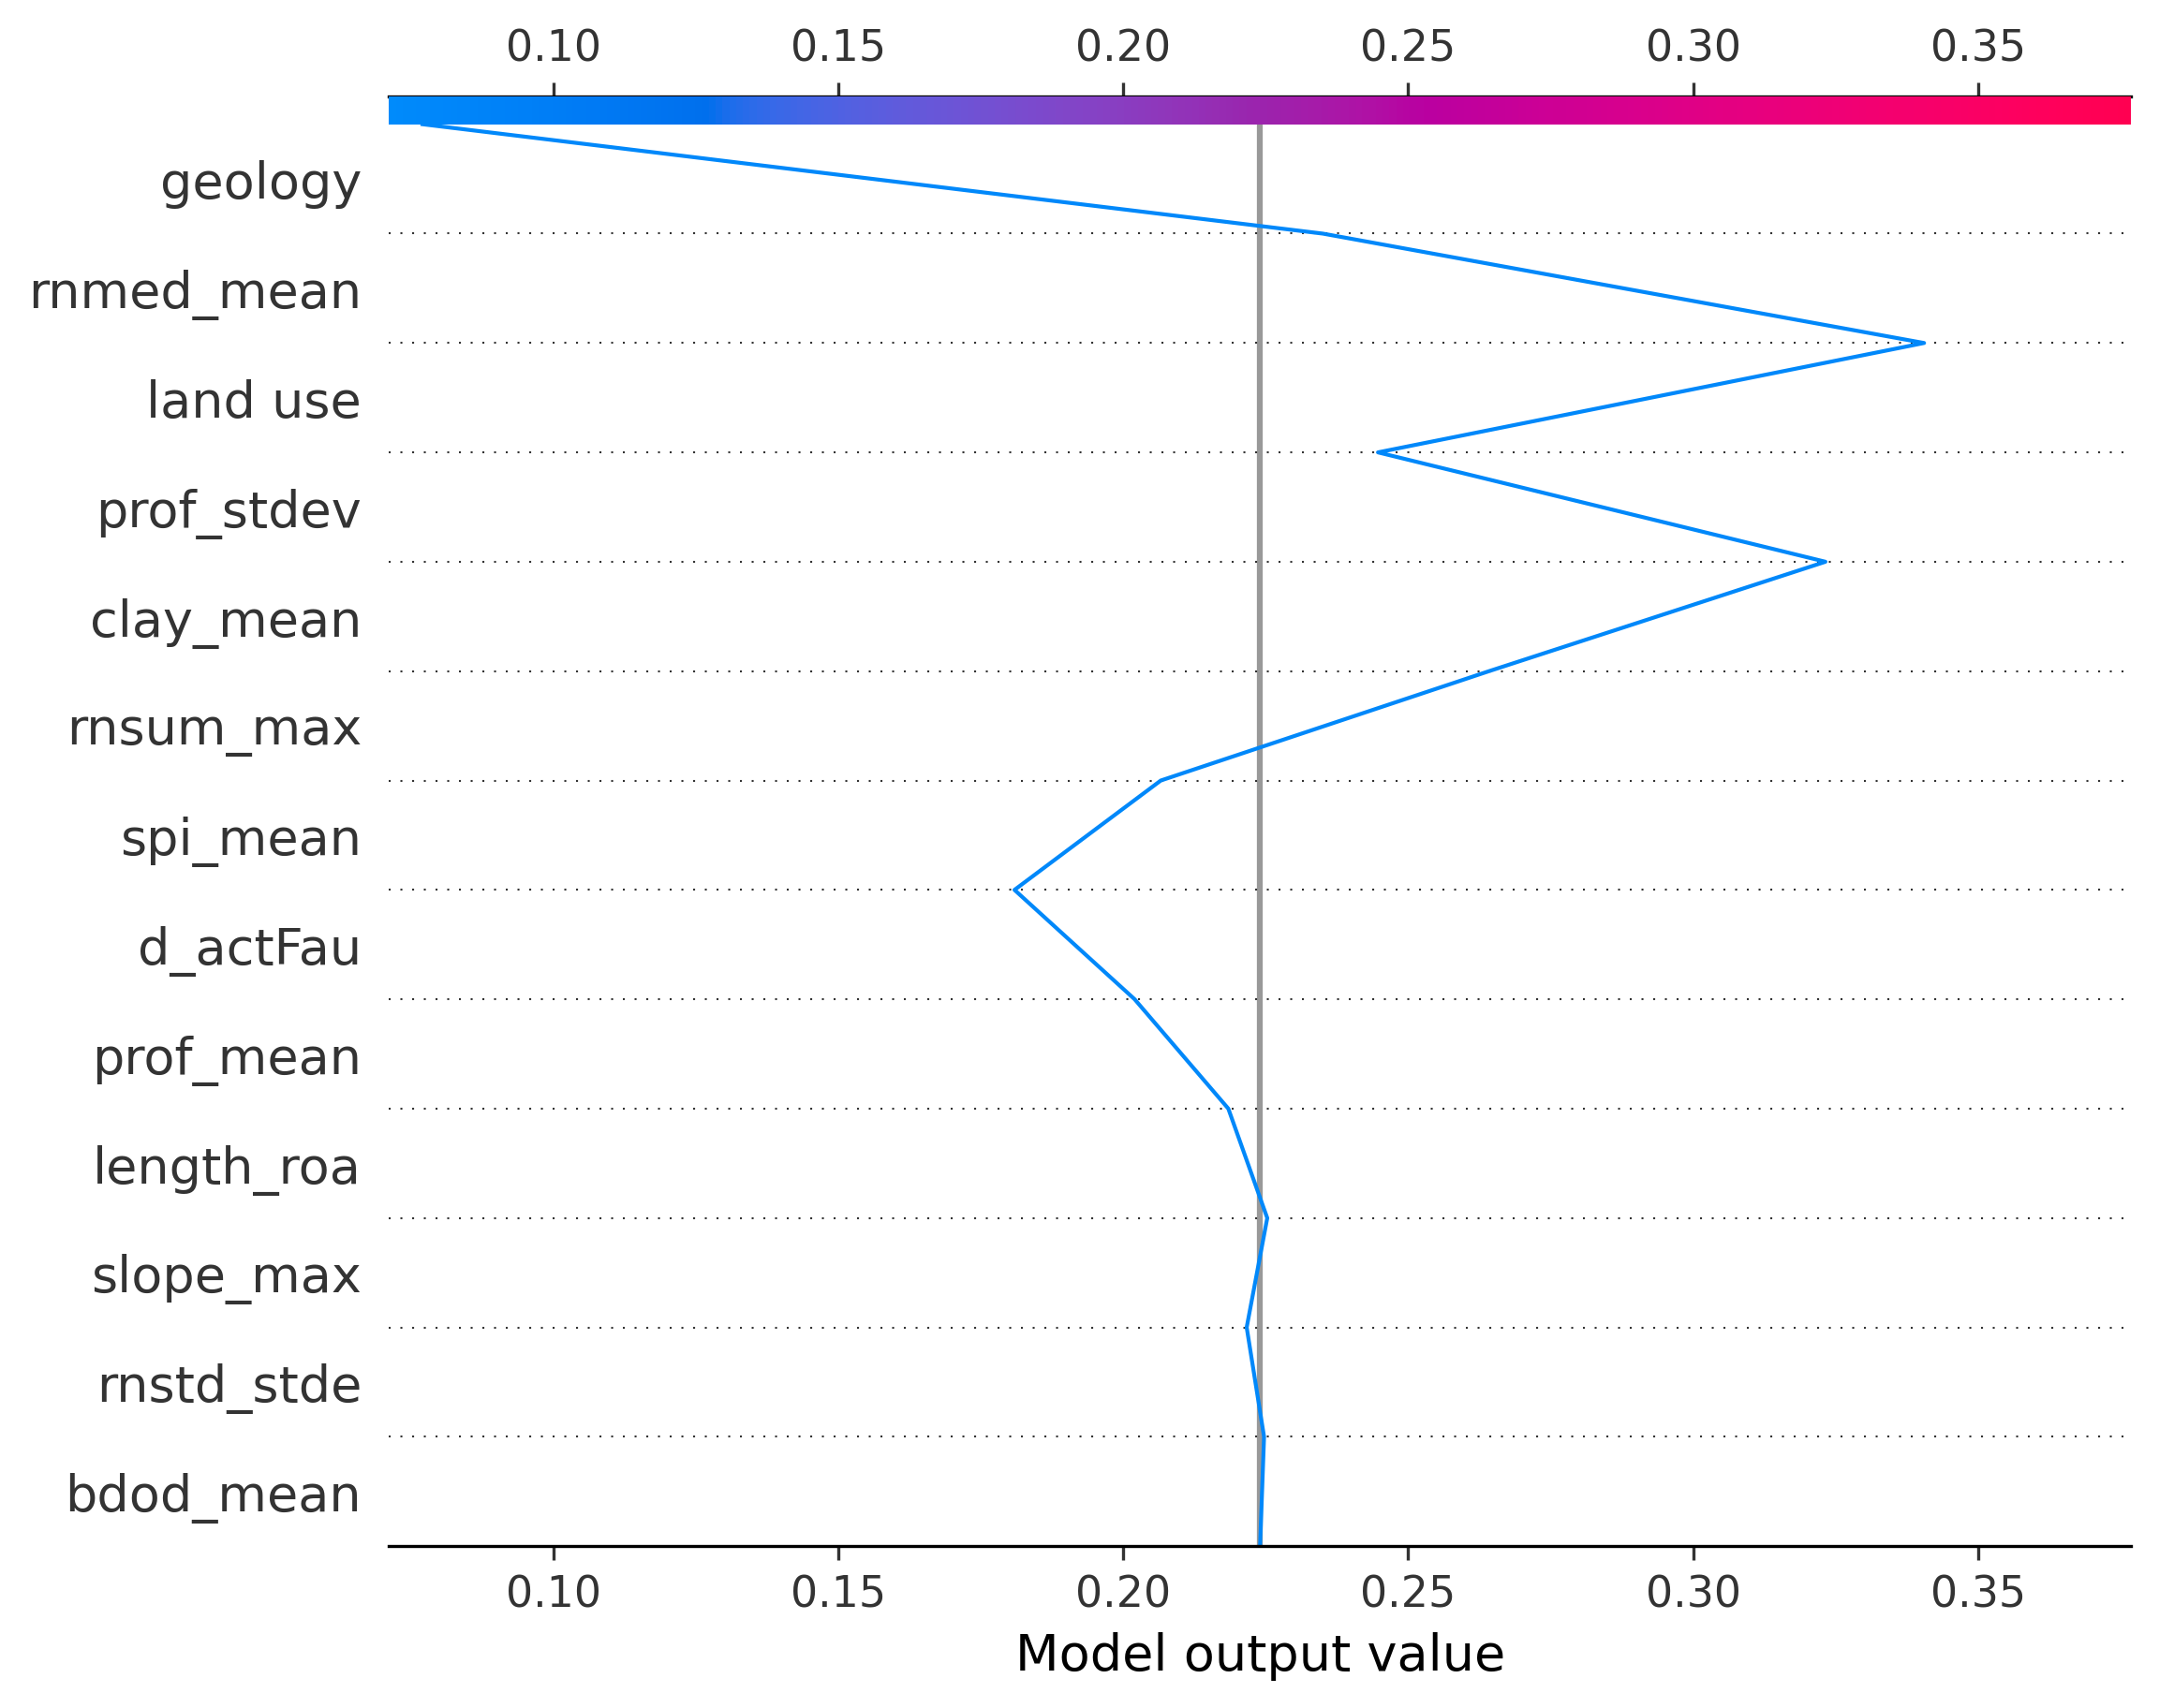 0.10 0.15 0.20 0.25 0.30 0.35
geology
rnmed_mean
land use
prof_stdev
clay_mean
rnsum_max
spi_mean
d_actFau
prof_mean
length_roa
slope_max
rnstd_stde
bdod_mean
0.10 0.15 0.20 0.25 0.30 0.35
Model output value